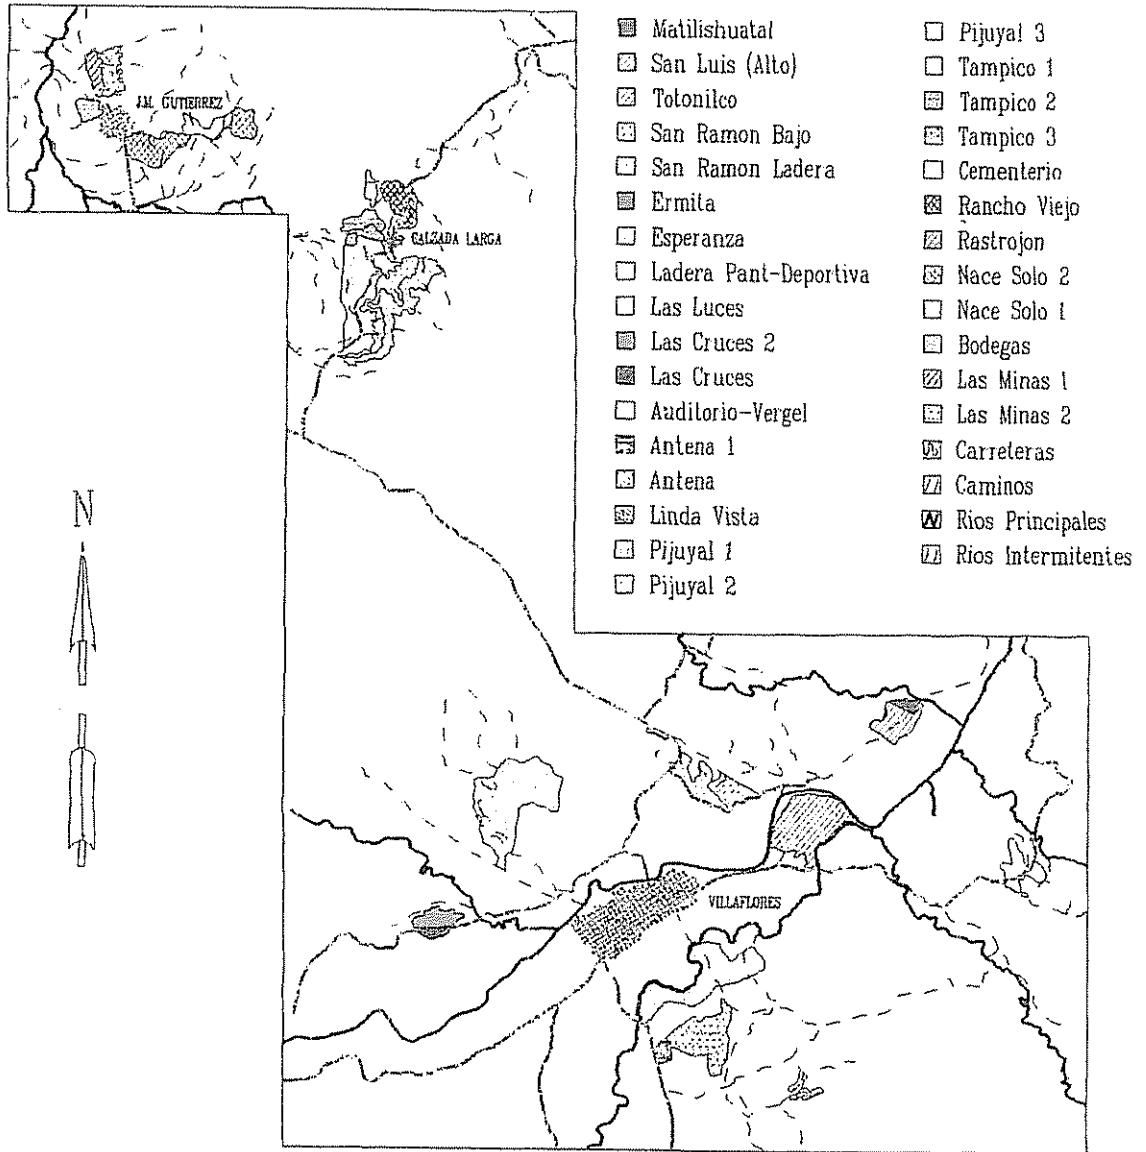 Matilishuatal
San Luis (Alto)
Totonilco
San Ramon Bajo
San Ramon Ladera
Ermita
Esperanza
Ladera Pant-Deportiva
Las Luces
Las Cruces 2
Las Cruces
Auditorio-Vergel
Antena 1
Antena
Linda Vista
Pijuyal 1
Pijuyal 2
Pijuyal 3
Tampico 1
Tampico 2
Tampico 3
Cementerio
Rancho Viejo
Rastrojon
Nace Solo 2
Nace Solo 1
Bodegas
Las Minas 1
Las Minas 2
Carreteras
Caminos
Rios Principales
Rios Intermitentes
J.M. GUTIERREZ
CALZADA LARGA
N
VILLAFLORES